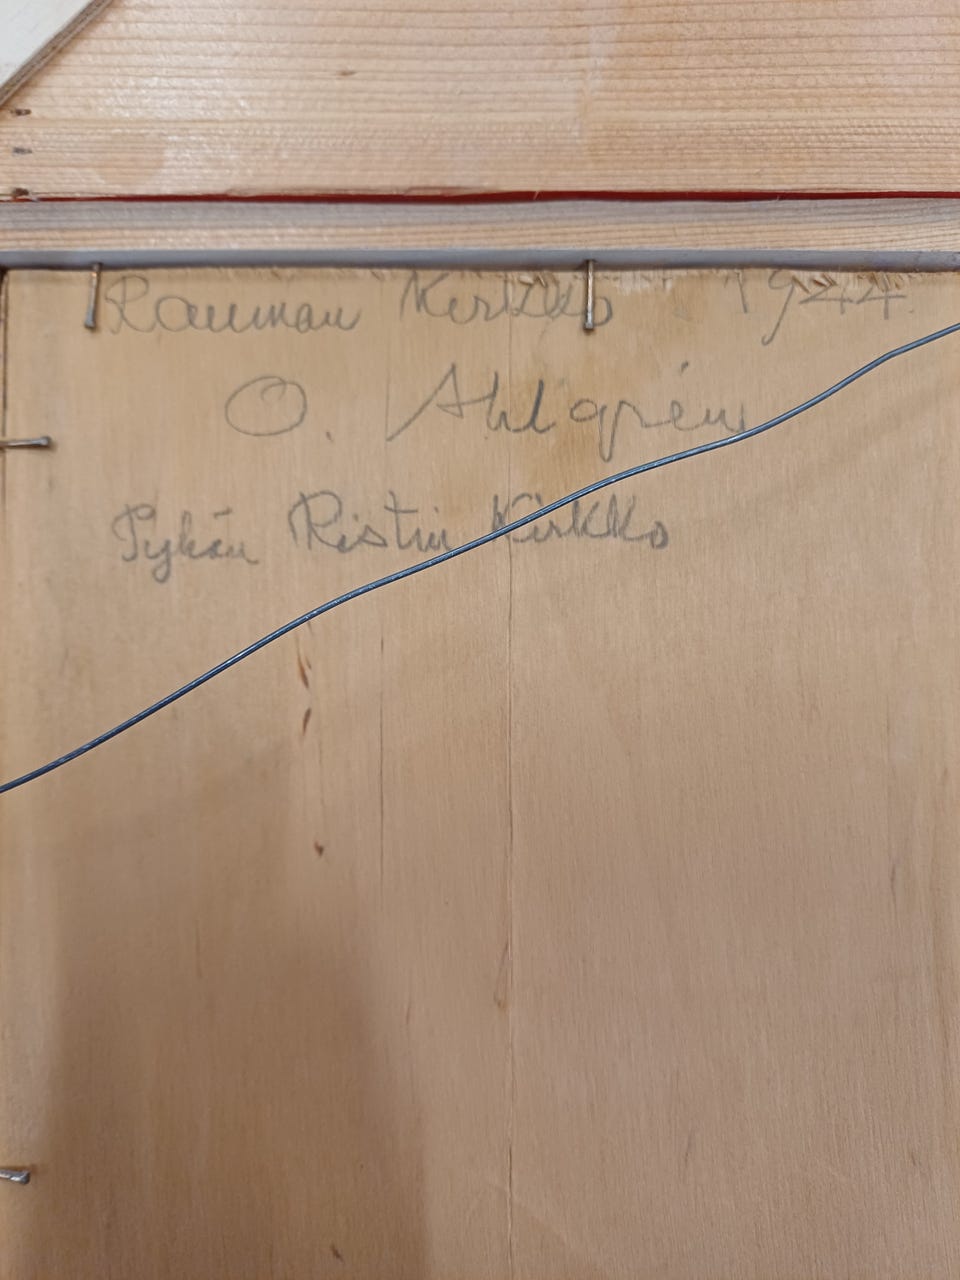 Rauman Kirkko 1944.
O. Ahlgrén
Pyhän Ristin Kirkko